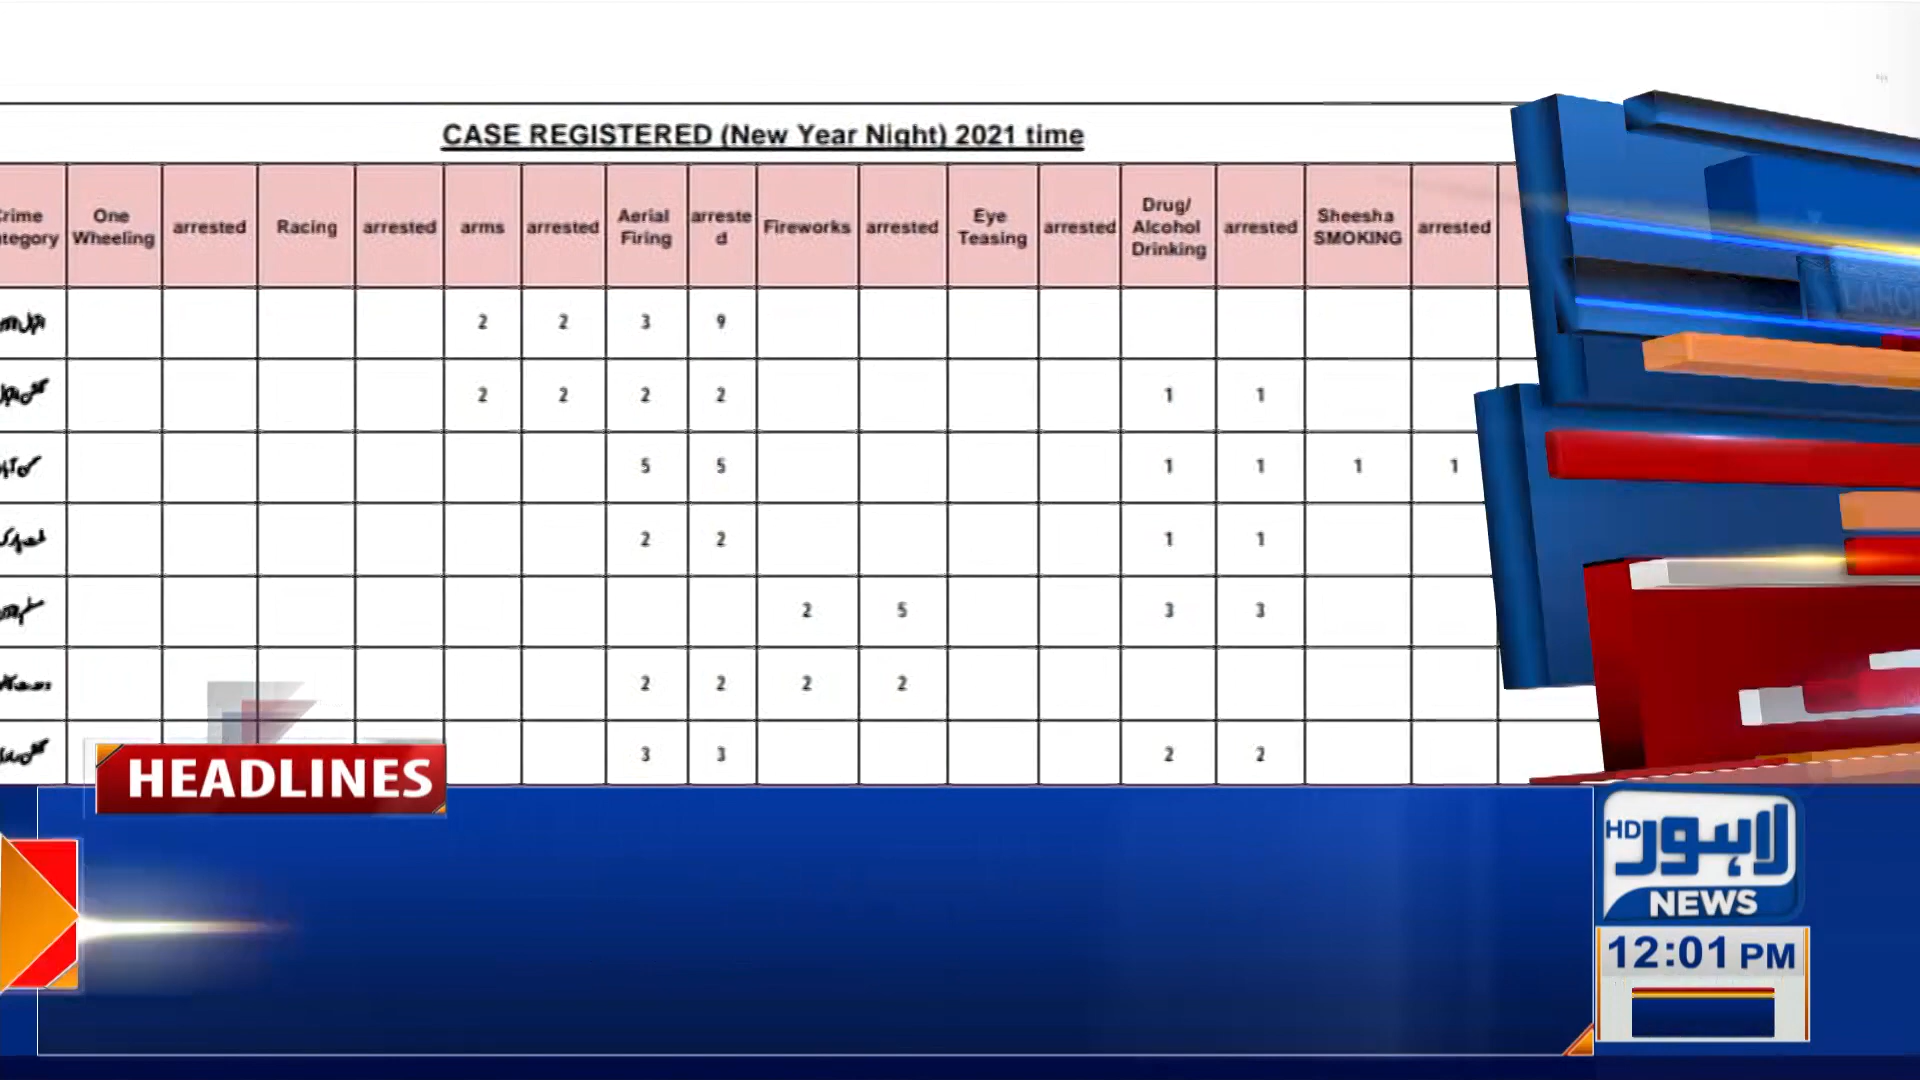 CASE REGISTERED (New Year Night) 2021 time
One Wheeling arrested Racing arrested arms arrested Aerial Firing arrested Fireworks arrested Eye Teasing arrested Drug/ Alcohol Drinking arrested Sheesha SMOKING arrested
2 2 3 9
2 2 2 2 1 1
5 5 1 1 1 1
2 2 1 1
2 5 3 3
2 2 2 2
3 3 2 2
HEADLINES
لاہور HD
NEWS
12:01 PM